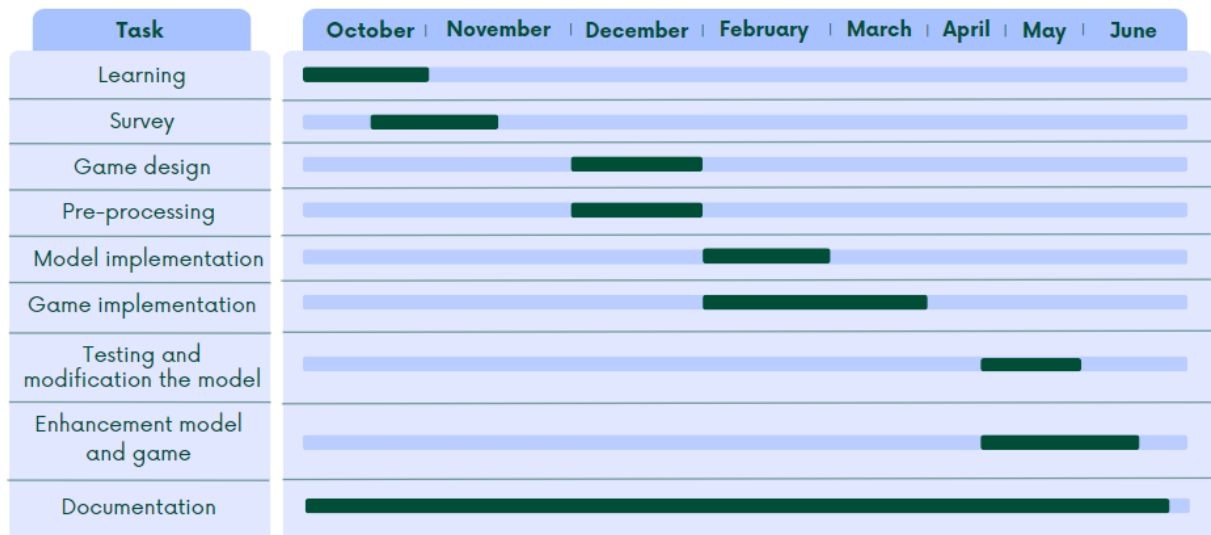 Task
October | November | December | February | March | April | May | June
Learning
Survey
Game design
Pre-processing
Model implementation
Game implementation
Testing and
modification the model
Enhancement model
and game
Documentation